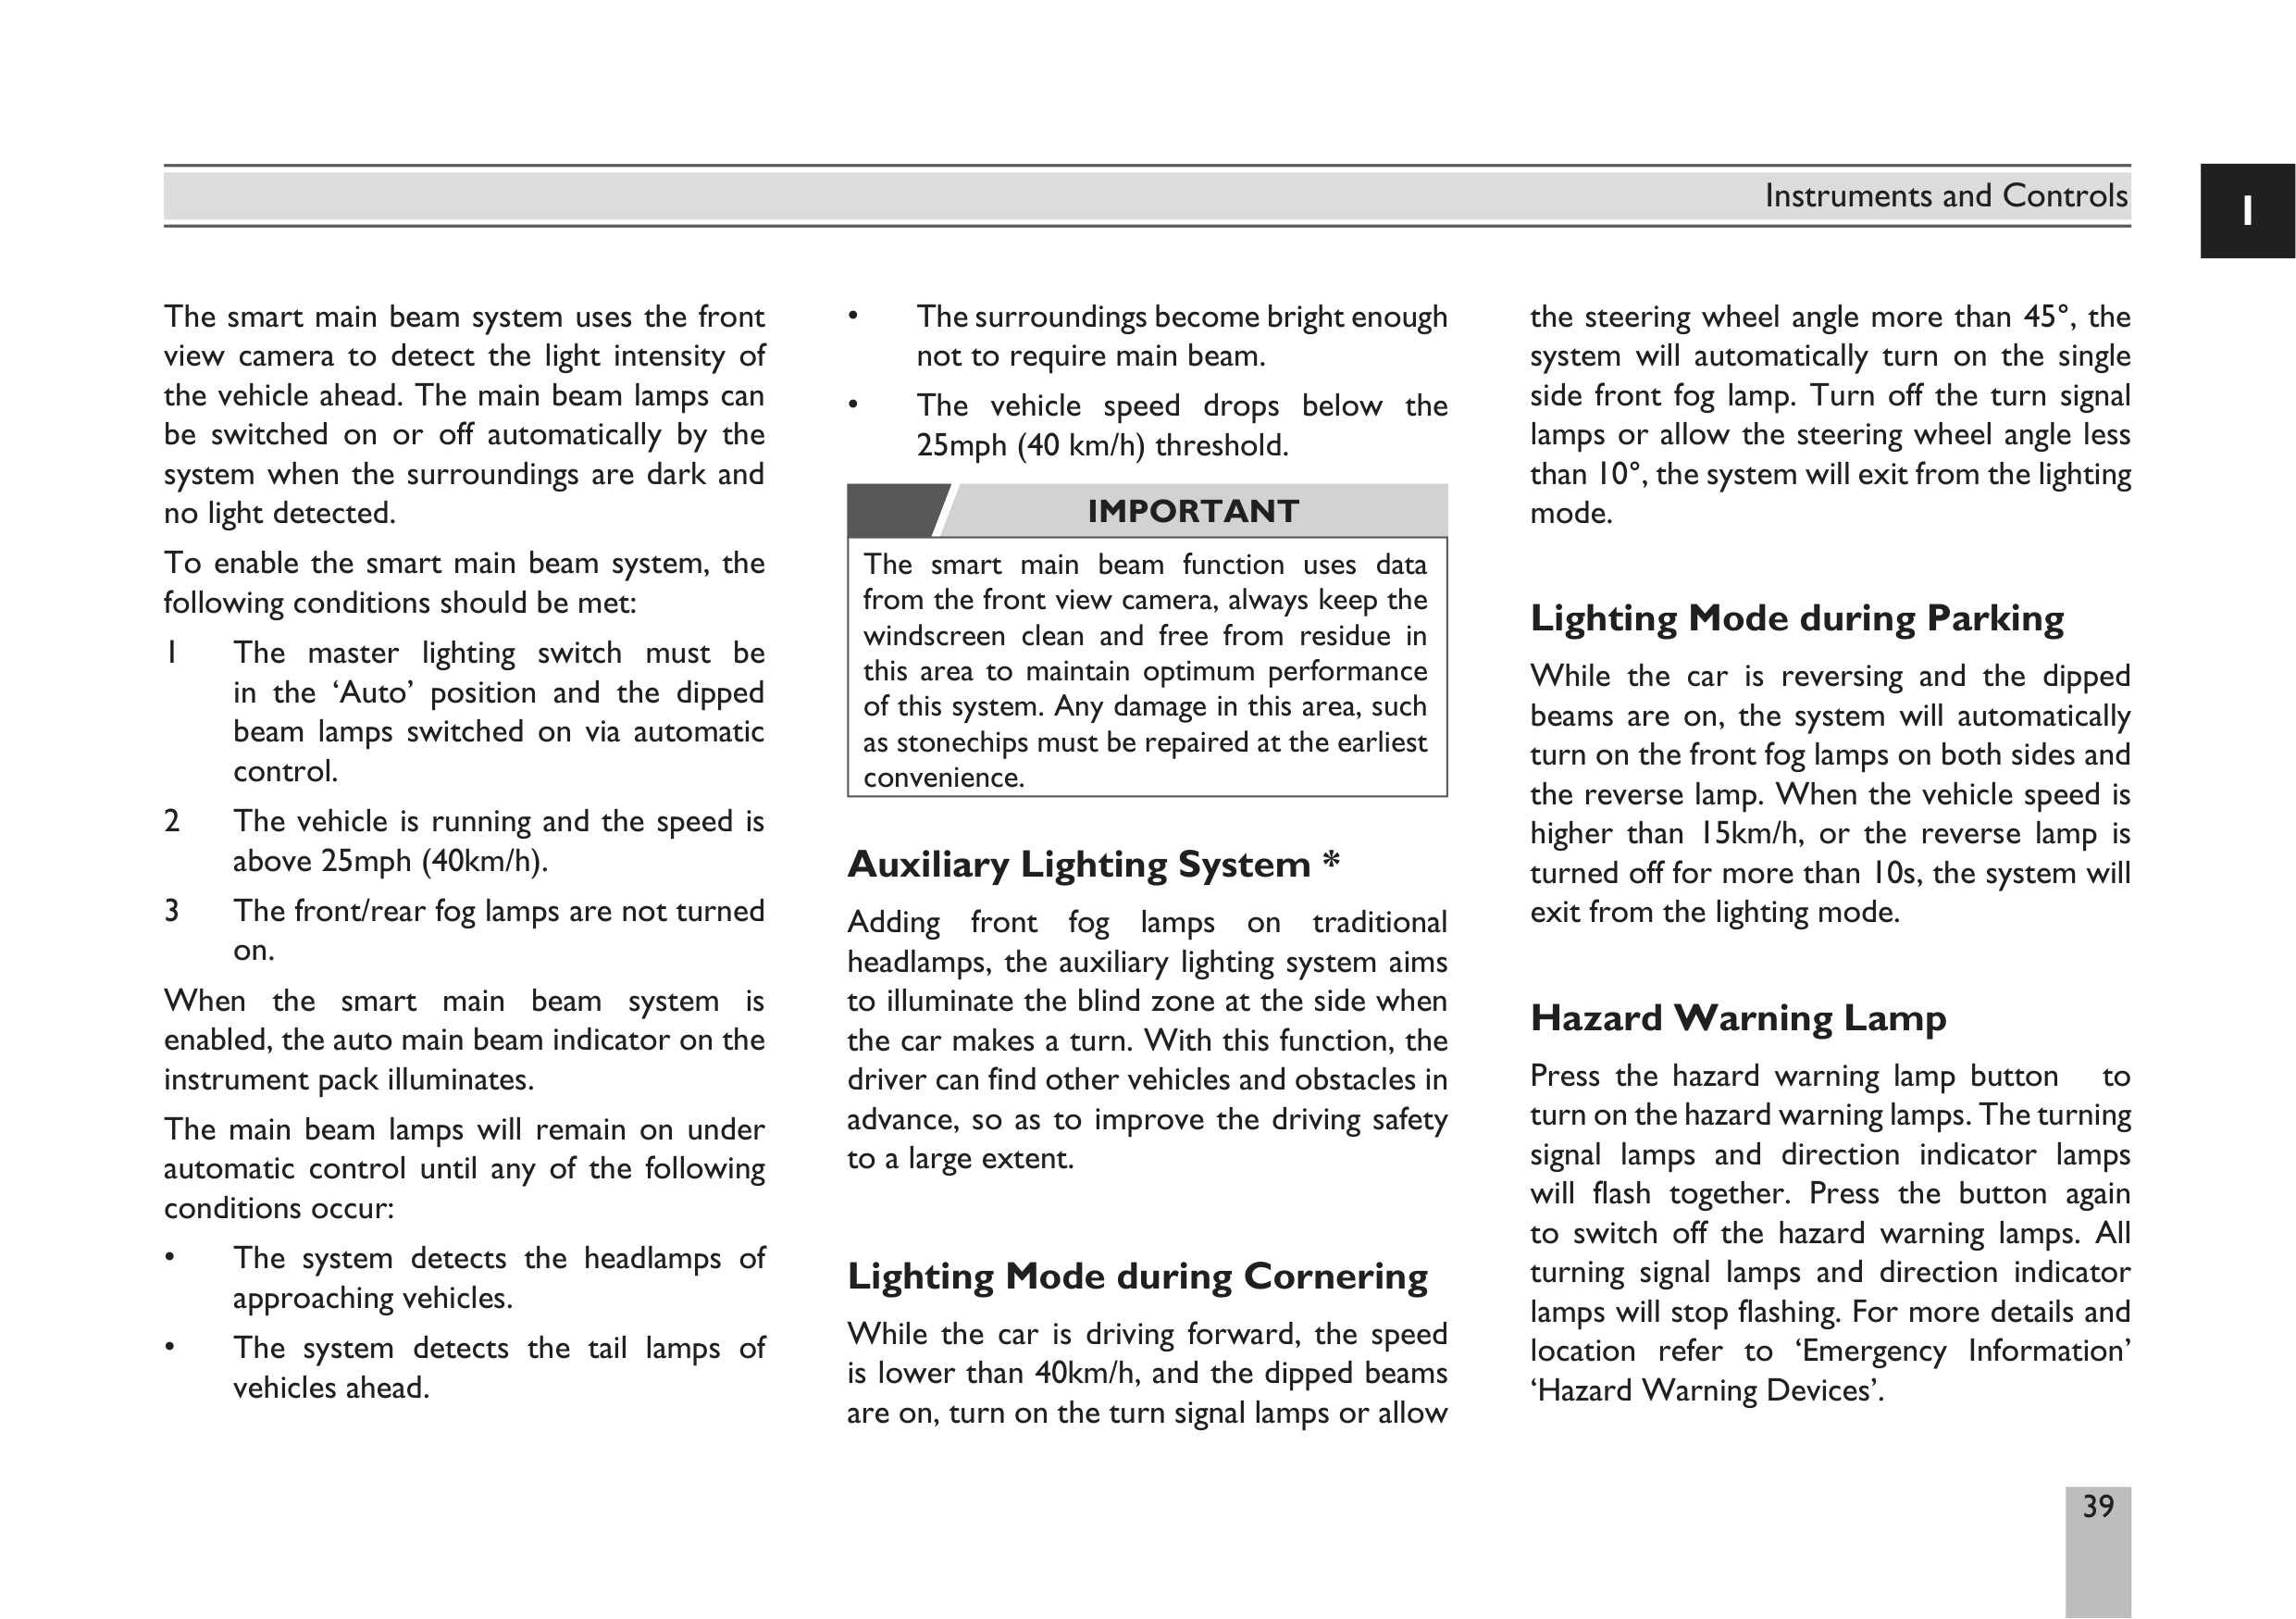 Instruments and Controls
1
The smart main beam system uses the front
view camera to detect the light intensity of
the vehicle ahead. The main beam lamps can
be switched on or off automatically by the
system when the surroundings are dark and
no light detected.
To enable the smart main beam system, the
following conditions should be met:
1 The master lighting switch must be
in the ‘Auto’ position and the dipped
beam lamps switched on via automatic
control.
2 The vehicle is running and the speed is
above 25mph (40km/h).
3 The front/rear fog lamps are not turned
on.
When the smart main beam system is
enabled, the auto main beam indicator on the
instrument pack illuminates.
The main beam lamps will remain on under
automatic control until any of the following
conditions occur:
• The system detects the headlamps of
approaching vehicles.
• The system detects the tail lamps of
vehicles ahead.
• The surroundings become bright enough
not to require main beam.
• The vehicle speed drops below the
25mph (40 km/h) threshold.
IMPORTANT
The smart main beam function uses data
from the front view camera, always keep the
windscreen clean and free from residue in
this area to maintain optimum performance
of this system. Any damage in this area, such
as stonechips must be repaired at the earliest
convenience.
Auxiliary Lighting System *
Adding front fog lamps on traditional
headlamps, the auxiliary lighting system aims
to illuminate the blind zone at the side when
the car makes a turn. With this function, the
driver can find other vehicles and obstacles in
advance, so as to improve the driving safety
to a large extent.
Lighting Mode during Cornering
While the car is driving forward, the speed
is lower than 40km/h, and the dipped beams
are on, turn on the turn signal lamps or allow
the steering wheel angle more than 45°, the
system will automatically turn on the single
side front fog lamp. Turn off the turn signal
lamps or allow the steering wheel angle less
than 10°, the system will exit from the lighting
mode.
Lighting Mode during Parking
While the car is reversing and the dipped
beams are on, the system will automatically
turn on the front fog lamps on both sides and
the reverse lamp. When the vehicle speed is
higher than 15km/h, or the reverse lamp is
turned off for more than 10s, the system will
exit from the lighting mode.
Hazard Warning Lamp
Press the hazard warning lamp button to
turn on the hazard warning lamps. The turning
signal lamps and direction indicator lamps
will flash together. Press the button again
to switch off the hazard warning lamps. All
turning signal lamps and direction indicator
lamps will stop flashing. For more details and
location refer to ‘Emergency Information’
‘Hazard Warning Devices’.
39